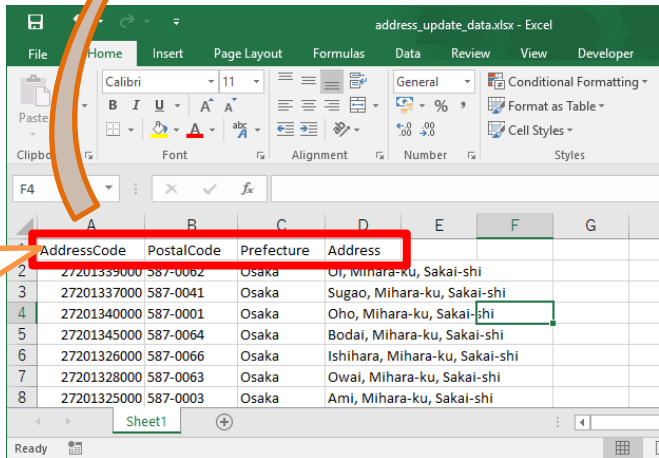 address_update_data.xlsx - Excel
File Home Insert Page Layout Formulas Data Review View Developer
Calibri 11 General Conditional Formatting
Paste B I U A A % , Format as Table
A abc A .00 .0 Cell Styles
Clipbo Font Alignment Number Styles
F4 fx
A B C D E F G
AddressCode PostalCode Prefecture Address
2 27201339000 587-0062 Osaka Oi, Mihara-ku, Sakai-shi
3 27201337000 587-0041 Osaka Sugao, Mihara-ku, Sakai-shi
4 27201340000 587-0001 Osaka Oho, Mihara-ku, Sakai-shi
5 27201345000 587-0064 Osaka Bodai, Mihara-ku, Sakai-shi
6 27201326000 587-0066 Osaka Ishihara, Mihara-ku, Sakai-shi
7 27201328000 587-0063 Osaka Owai, Mihara-ku, Sakai-shi
8 27201325000 587-0003 Osaka Ami, Mihara-ku, Sakai-shi
Sheet1
Ready